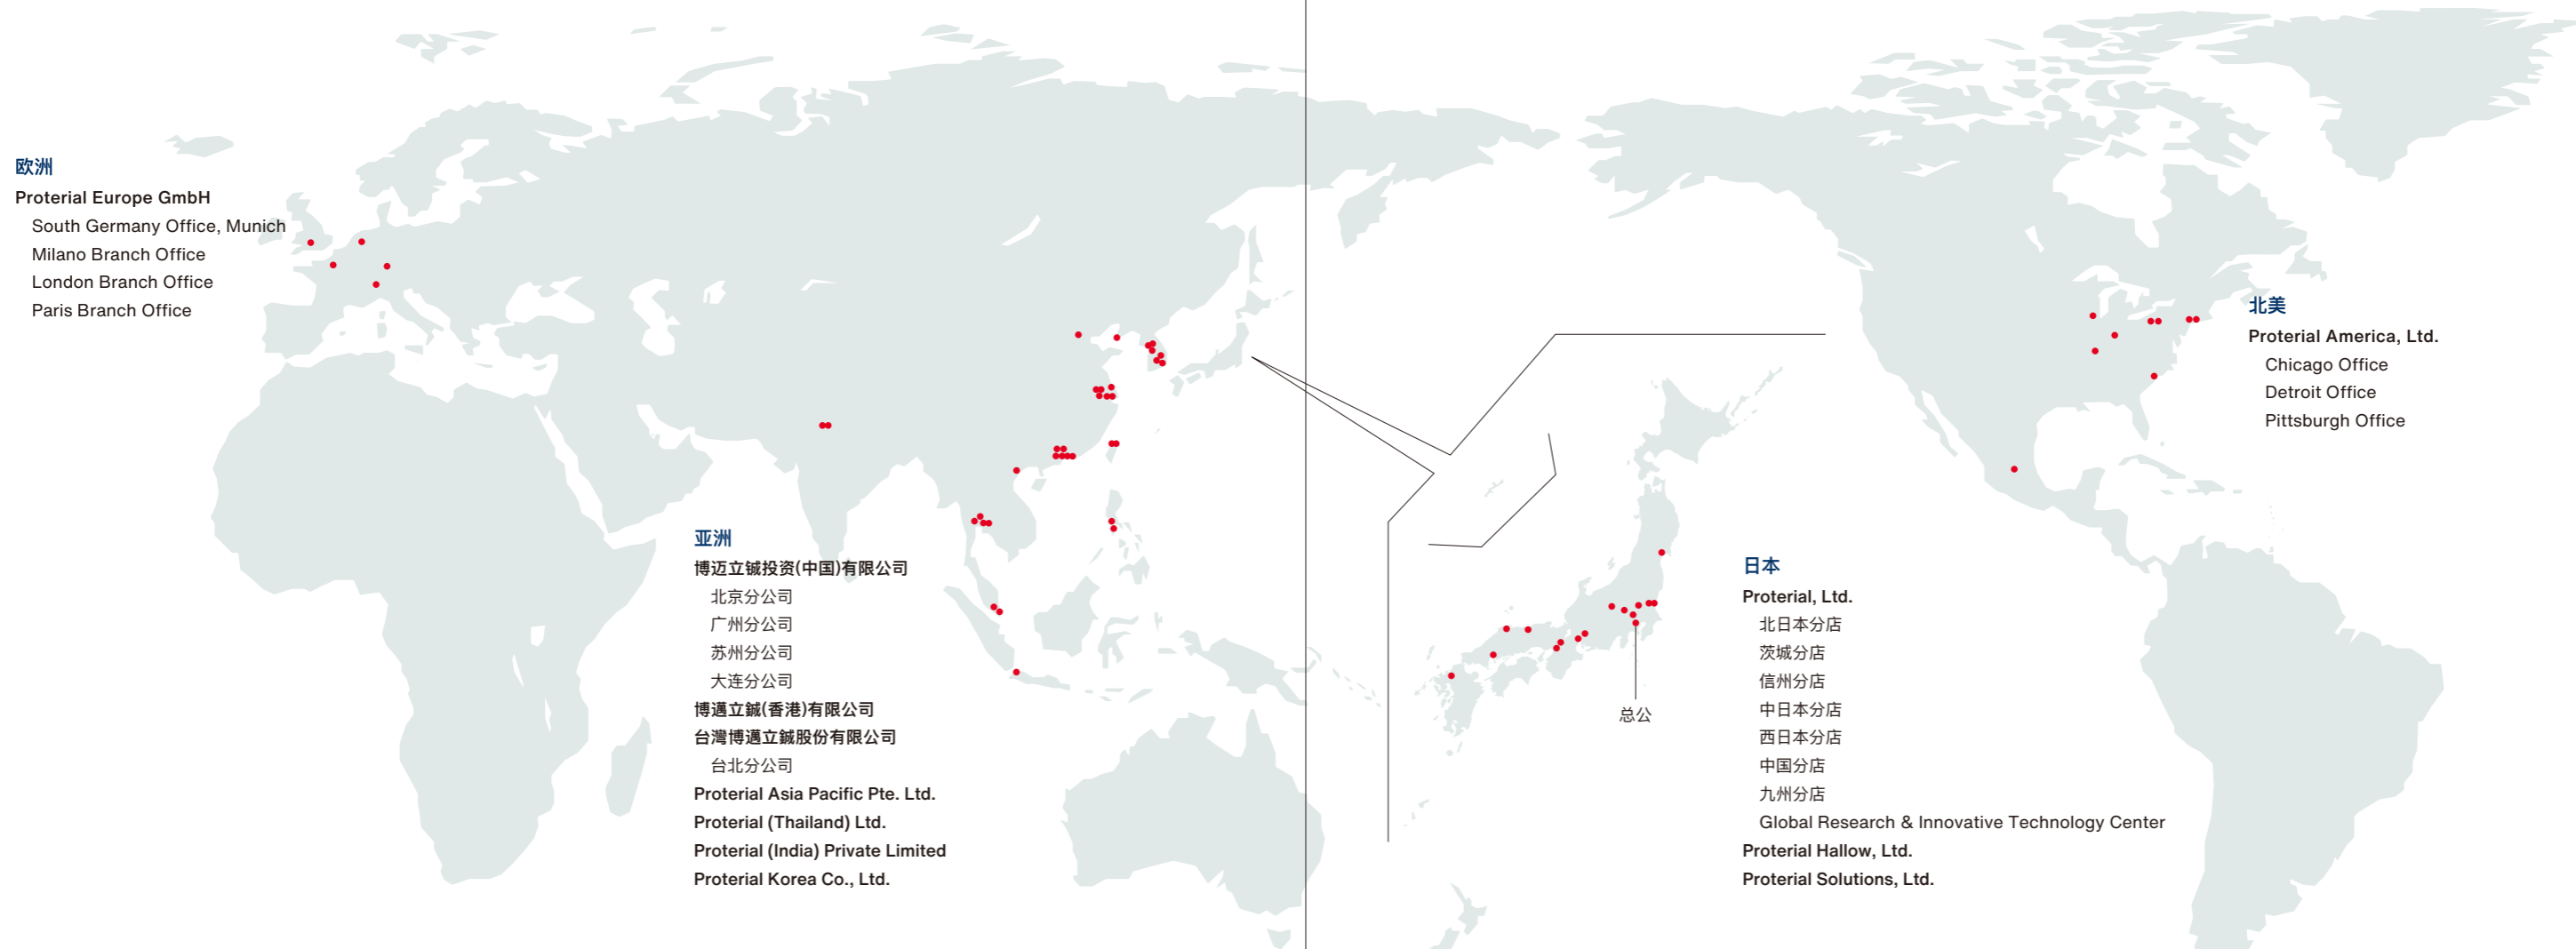 欧洲
Proterial Europe GmbH
South Germany Office, Munich
Milano Branch Office
London Branch Office
Paris Branch Office
亚洲
博迈立铖投资(中国)有限公司
北京分公司
广州分公司
苏州分公司
大连分公司
博邁立鋮(香港)有限公司
台灣博邁立鋮股份有限公司
台北分公司
Proterial Asia Pacific Pte. Ltd.
Proterial (Thailand) Ltd.
Proterial (India) Private Limited
Proterial Korea Co., Ltd.
总公
日本
Proterial, Ltd.
北日本分店
茨城分店
信州分店
中日本分店
西日本分店
中国分店
九州分店
Global Research & Innovative Technology Center
Proterial Hallow, Ltd.
Proterial Solutions, Ltd.
北美
Proterial America, Ltd.
Chicago Office
Detroit Office
Pittsburgh Office